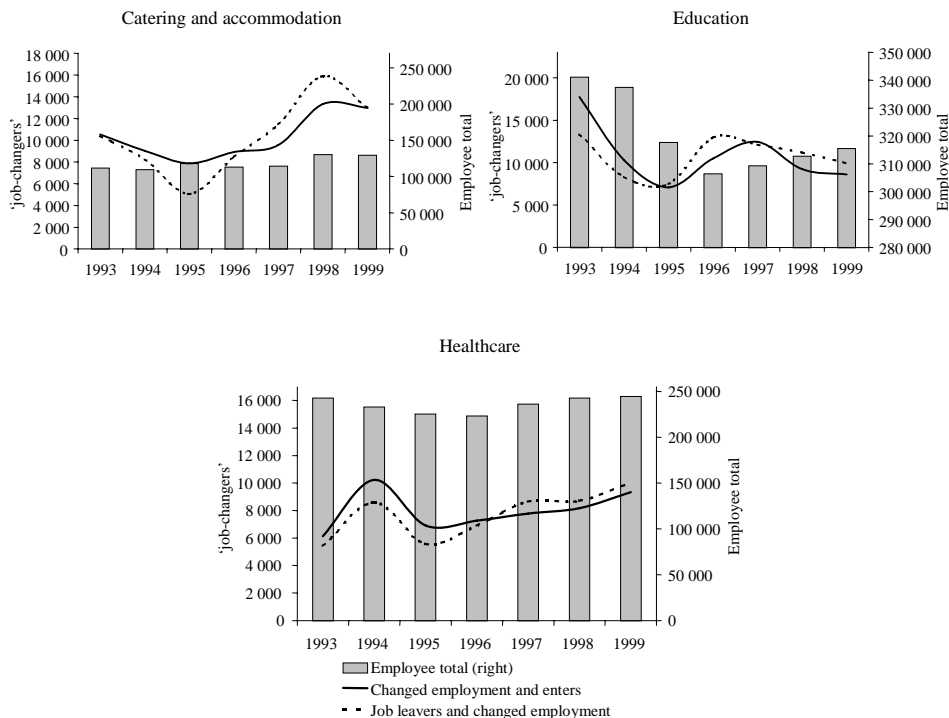 Catering and accommodation
18 000
16 000
14 000
12 000
10 000
8 000
6 000
4 000
2 000
0
'job-changers'
250 000
200 000
150 000
100 000
50 000
0
Employee total
1993 1994 1995 1996 1997 1998 1999
Education
20 000
15 000
10 000
5 000
0
'job-changers'
350 000
340 000
330 000
320 000
310 000
300 000
290 000
280 000
Employee total
1993 1994 1995 1996 1997 1998 1999
Healthcare
16 000
14 000
12 000
10 000
8 000
6 000
4 000
2 000
0
'job-changers'
250 000
200 000
150 000
100 000
50 000
0
Employee total
1993 1994 1995 1996 1997 1998 1999
Employee total (right)
Changed employment and enters
Job leavers and changed employment